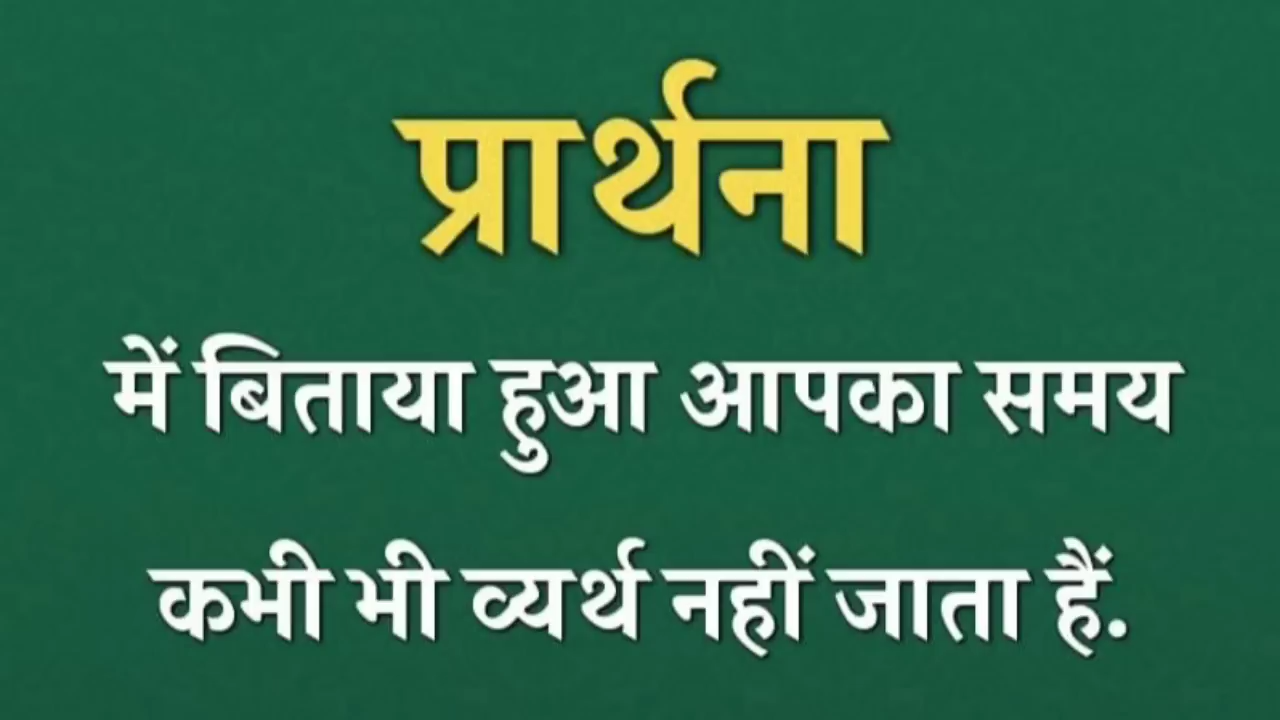 प्रार्थना
में बिताया हुआ आपका समय
कभी भी व्यर्थ नहीं जाता हैं.